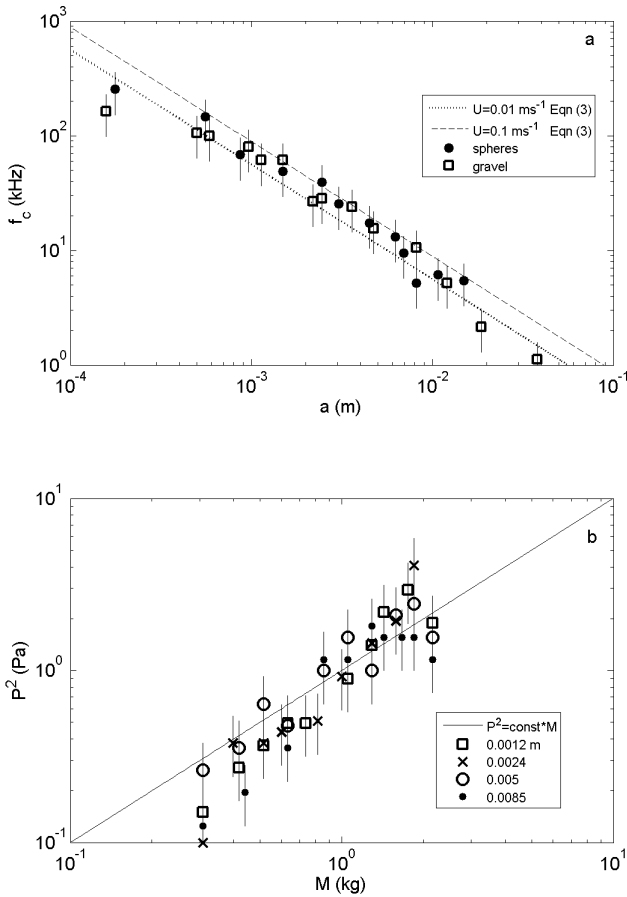 a
10³
10²
10¹
10⁰
f_c (kHz)
U=0.01 ms⁻¹ Eqn (3)
U=0.1 ms⁻¹ Eqn (3)
spheres
gravel
10⁻⁴ 10⁻³ 10⁻² 10⁻¹
a (m)
b
10¹
10⁰
10⁻¹
P² (Pa)
P²=const*M
0.0012 m
0.0024
0.005
0.0085
10⁻¹ 10⁰ 10¹
M (kg)